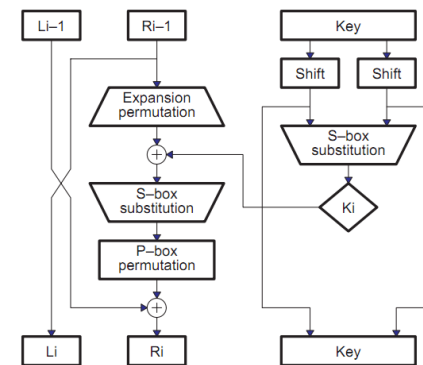 Li–1
Ri–1
Key
Shift
Shift
Expansion
permutation
S–box
substitution
S–box
substitution
Ki
P–box
permutation
Li
Ri
Key